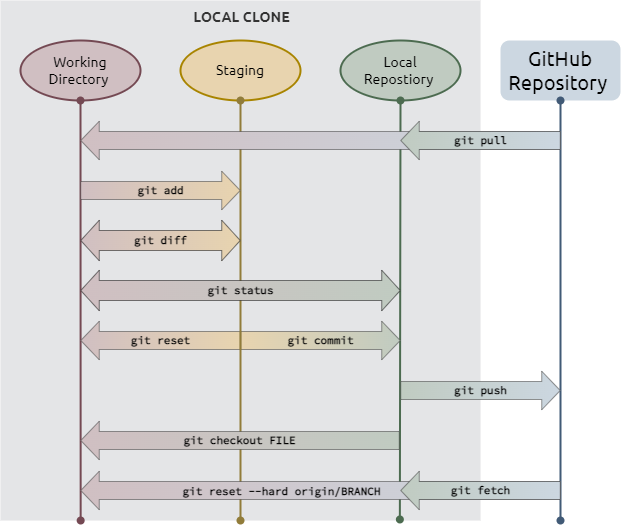 LOCAL CLONE
Working
Directory
Staging
Local
Repostiory
GitHub
Repository
git pull
git add
git diff
git status
git reset
git commit
git push
git checkout FILE
git reset --hard origin/BRANCH
git fetch